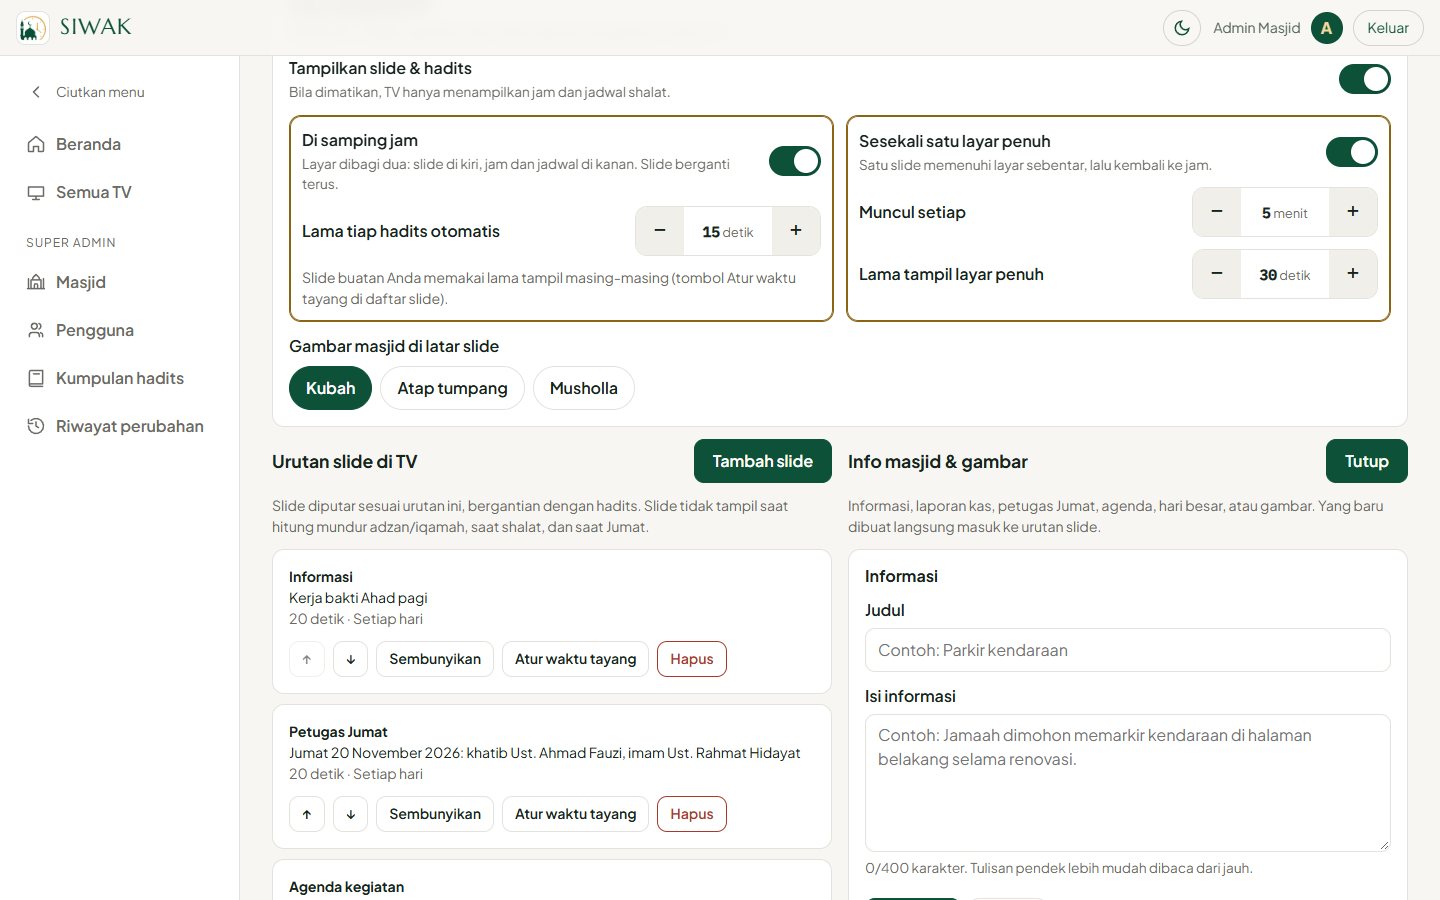 SIWAK
Admin Masjid
A
Keluar
Ciutkan menu
Beranda
Semua TV
SUPER ADMIN
Masjid
Pengguna
Kumpulan hadits
Riwayat perubahan
Tampilkan slide & hadits
Bila dimatikan, TV hanya menampilkan jam dan jadwal shalat.
Di samping jam
Layar dibagi dua: slide di kiri, jam dan jadwal di kanan. Slide berganti
terus.
Lama tiap hadits otomatis
− 15 detik +
Slide buatan Anda memakai lama tampil masing-masing (tombol Atur waktu
tayang di daftar slide).
Sesekali satu layar penuh
Satu slide memenuhi layar sebentar, lalu kembali ke jam.
Muncul setiap
− 5 menit +
Lama tampil layar penuh
− 30 detik +
Gambar masjid di latar slide
Kubah
Atap tumpang
Musholla
Urutan slide di TV
Tambah slide
Slide diputar sesuai urutan ini, bergantian dengan hadits. Slide tidak tampil saat
hitung mundur adzan/iqamah, saat shalat, dan saat Jumat.
Informasi
Kerja bakti Ahad pagi
20 detik · Setiap hari
↑ ↓ Sembunyikan Atur waktu tayang Hapus
Petugas Jumat
Jumat 20 November 2026: khatib Ust. Ahmad Fauzi, imam Ust. Rahmat Hidayat
20 detik · Setiap hari
↑ ↓ Sembunyikan Atur waktu tayang Hapus
Agenda kegiatan
Info masjid & gambar
Tutup
Informasi, laporan kas, petugas Jumat, agenda, hari besar, atau gambar. Yang baru
dibuat langsung masuk ke urutan slide.
Informasi
Judul
Contoh: Parkir kendaraan
Isi informasi
Contoh: Jamaah dimohon memarkir kendaraan di halaman
belakang selama renovasi.
0/400 karakter. Tulisan pendek lebih mudah dibaca dari jauh.